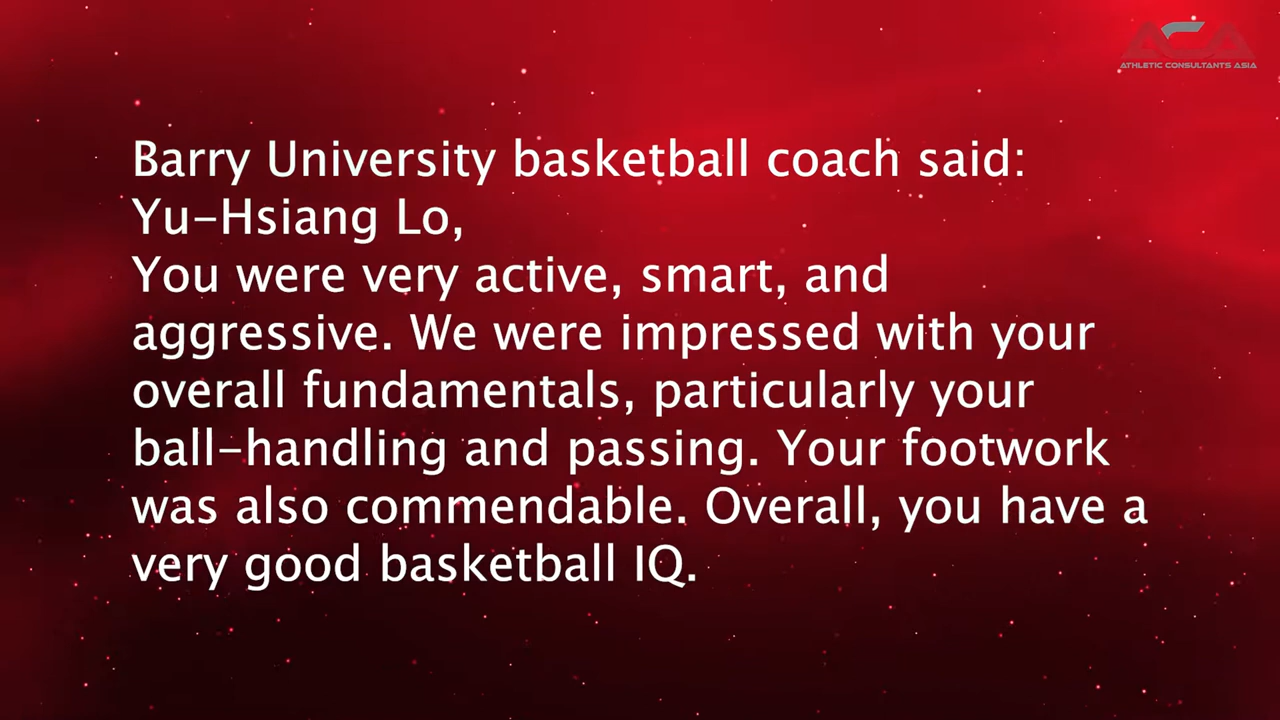 ACA
ATHLETIC CONSULTANTS ASIA
Barry University basketball coach said:
Yu-Hsiang Lo,
You were very active, smart, and
aggressive. We were impressed with your
overall fundamentals, particularly your
ball-handling and passing. Your footwork
was also commendable. Overall, you have a
very good basketball IQ.